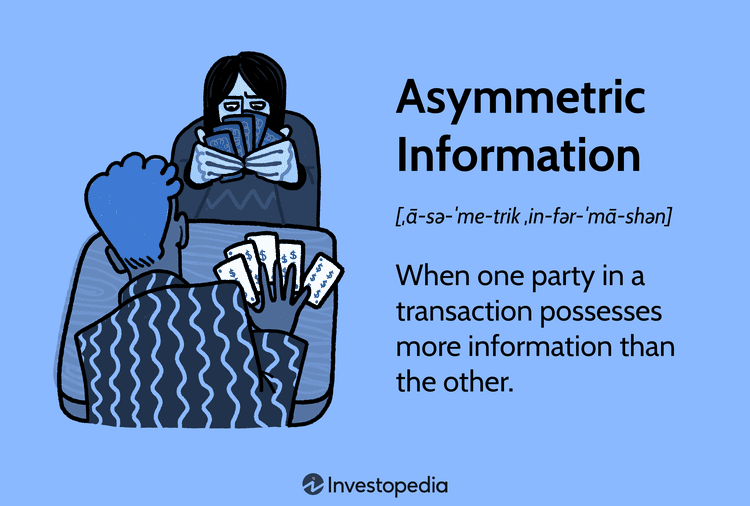 Asymmetric
Information
[ˌā-sə-ˈme-trik ˌin-fər-ˈmā-shən]
When one party in a
transaction possesses
more information than
the other.
$ $ $ $ $ $ $
Investopedia